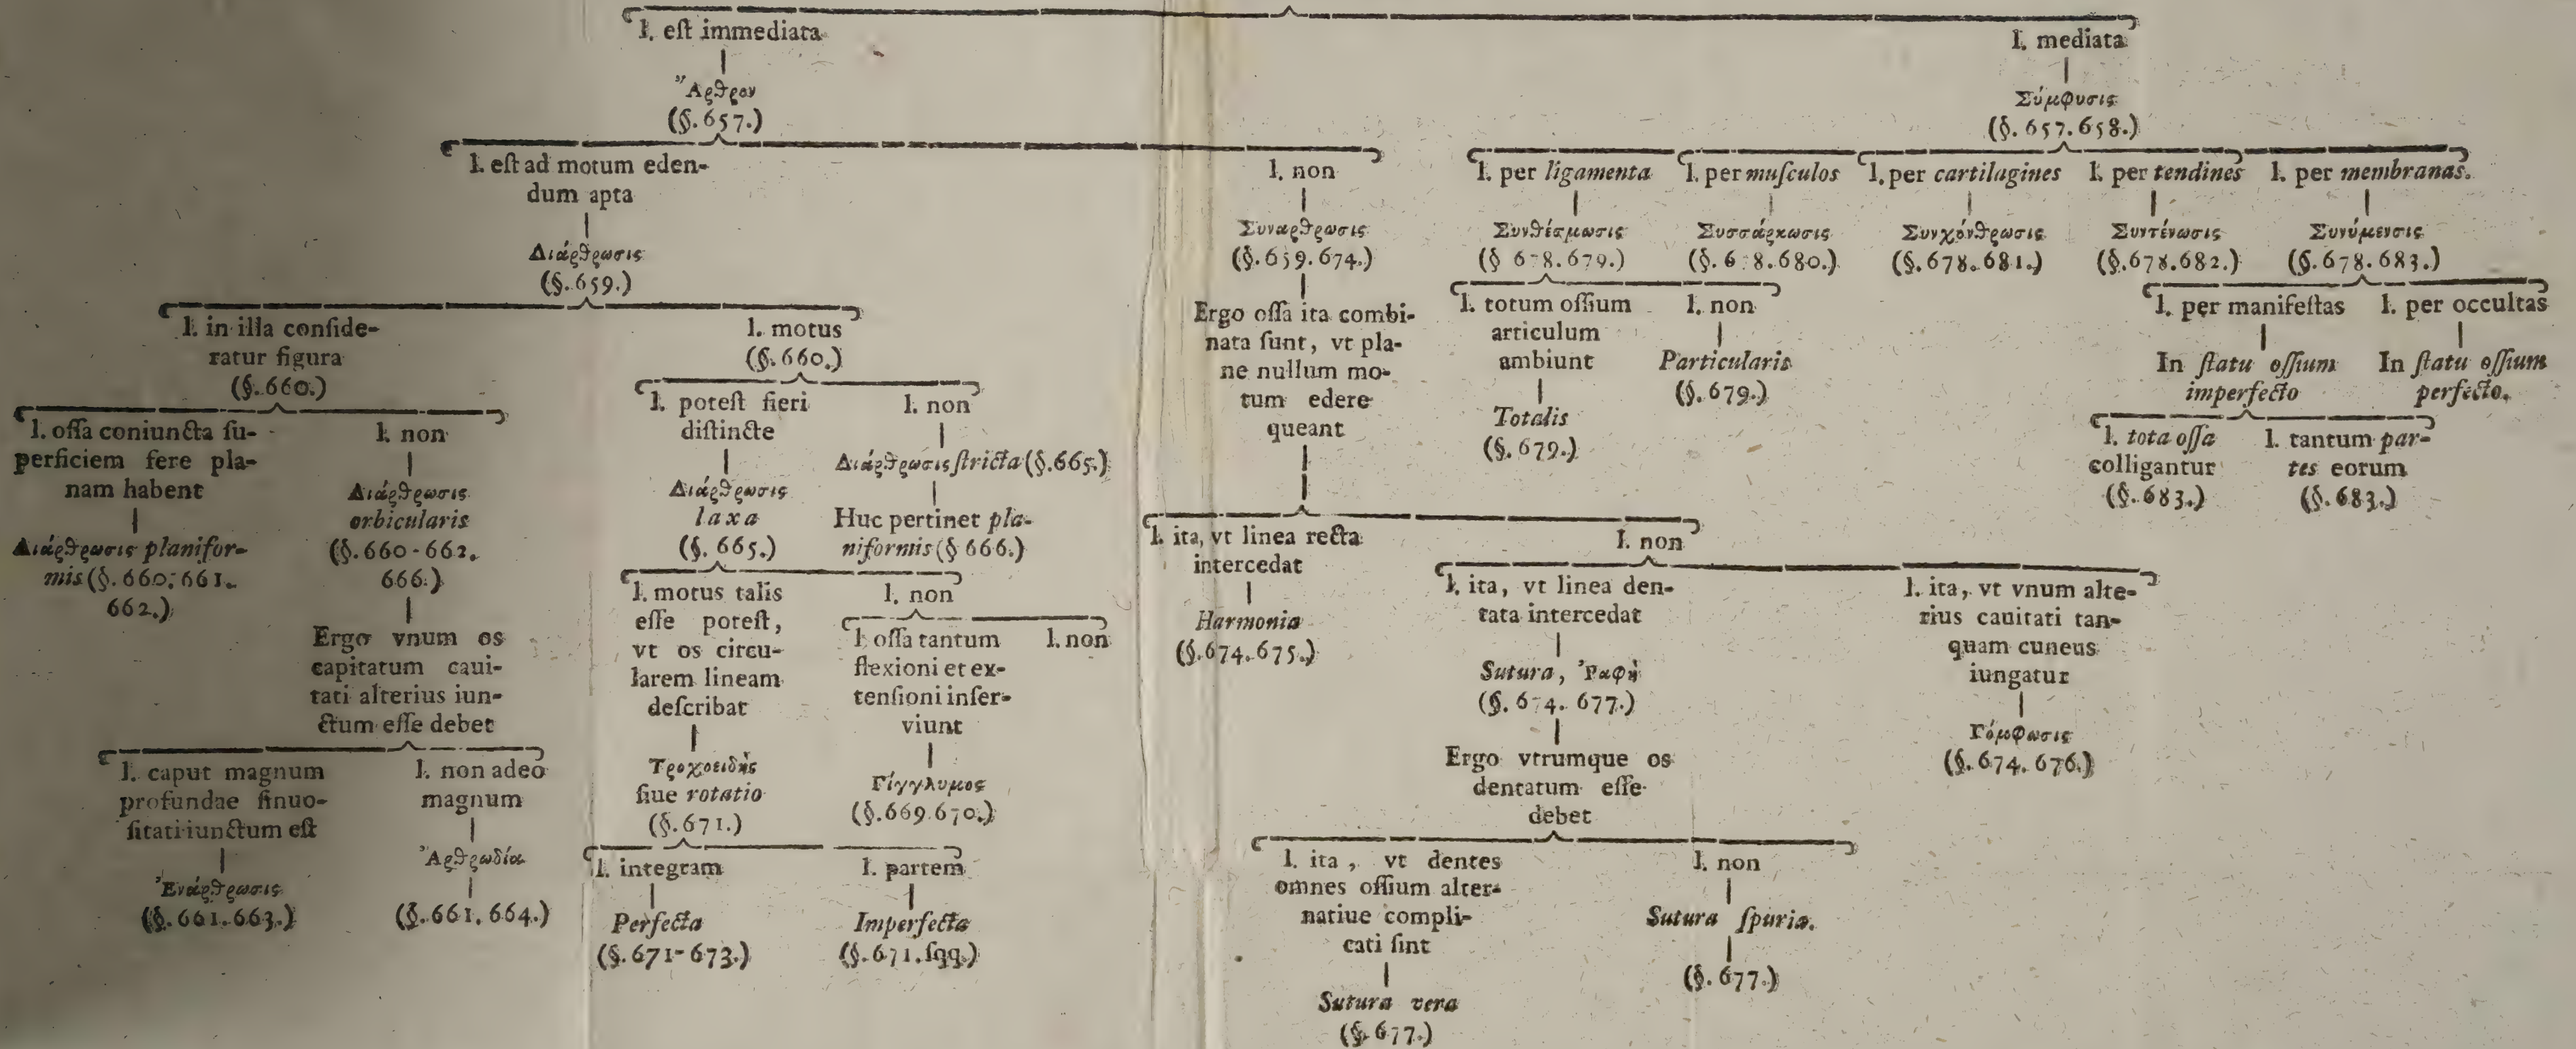 l. est immediata
Ἄρθρον
(§. 657.)
l. est ad motum eden-
dum apta
Διάρθρωσις
(§. 659.)
l. in illa conside-
ratur figura
(§. 660.)
l. ossa coniuncta su-
perficiem fere pla-
nam habent
Διάρθρωσις planifor-
mis (§. 660. 661.
662.)
l. non
Διάρθρωσις
orbicularis
(§. 660-662.
666.)
Ergo vnum os
capitatum caui-
tati alterius iun-
ctum esse debet
l. caput magnum
profundae sinuo-
sitati iunctum est
Ἐνάρθρωσις
(§. 661. 663.)
l. non adeo
magnum
Ἀρθρωδία
(§. 661. 664.)
l. motus
(§. 660.)
l. potest fieri
distincte
Διάρθρωσις
laxa
(§. 665.)
l. motus talis
esse potest,
vt os circu-
larem lineam
describat
Τροχοειδὴς
siue rotatio
(§. 671.)
l. integram
Perfecta
(§. 671-673.)
l. partem
Imperfecta
(§. 671. sqq.)
l. non
l. ossa tantum
flexioni et ex-
tensioni inser-
viunt
Γίγγλυμος
(§. 669. 670.)
l. non
l. non
Διάρθρωσις stricta (§. 665.)
Huc pertinet pla-
niformis (§ 666.)
l. non
Συναρθρωσις
(§. 659. 674.)
Ergo ossa ita combi-
nata sunt, vt pla-
ne nullum mo-
tum edere
queant
l. ita, vt linea recta
intercedat
Harmonia
(§. 674. 675.)
l. non
l. ita, vt linea den-
tata intercedat
Sutura, Ῥαφὴ
(§. 674. 677.)
Ergo vtrumque os
dentatum esse
debet
l. ita, vt dentes
omnes ossium alter-
natiue compli-
cati sint
Sutura vera
(§. 677.)
l. non
Sutura spuria.
(§. 677.)
l. ita, vt vnum alte-
rius cauitati tan-
quam cuneus
iungatur
Γόμφωσις
(§. 674. 676.)
l. mediata
Σύμφυσις
(§. 657. 658.)
l. per ligamenta
Συνθέσμωσις
(§ 678. 679.)
l. totum ossium
articulum
ambiunt
Totalis
(§. 679.)
l. non
Particularis
(§. 679.)
l. per musculos
Συσσάρκωσις
(§. 678. 680.)
l. per cartilagines
Συνχόνθρωσις
(§. 678. 681.)
l. per tendines
Συντένωσις
(§. 678. 682.)
l. per membranas.
Συνύμενσις
(§. 678. 683.)
l. per manifestas
In statu ossium
imperfecto
l. tota ossa
colligantur
(§. 683.)
l. tantum par-
tes eorum
(§. 683.)
l. per occultas
In statu ossium
perfecto.